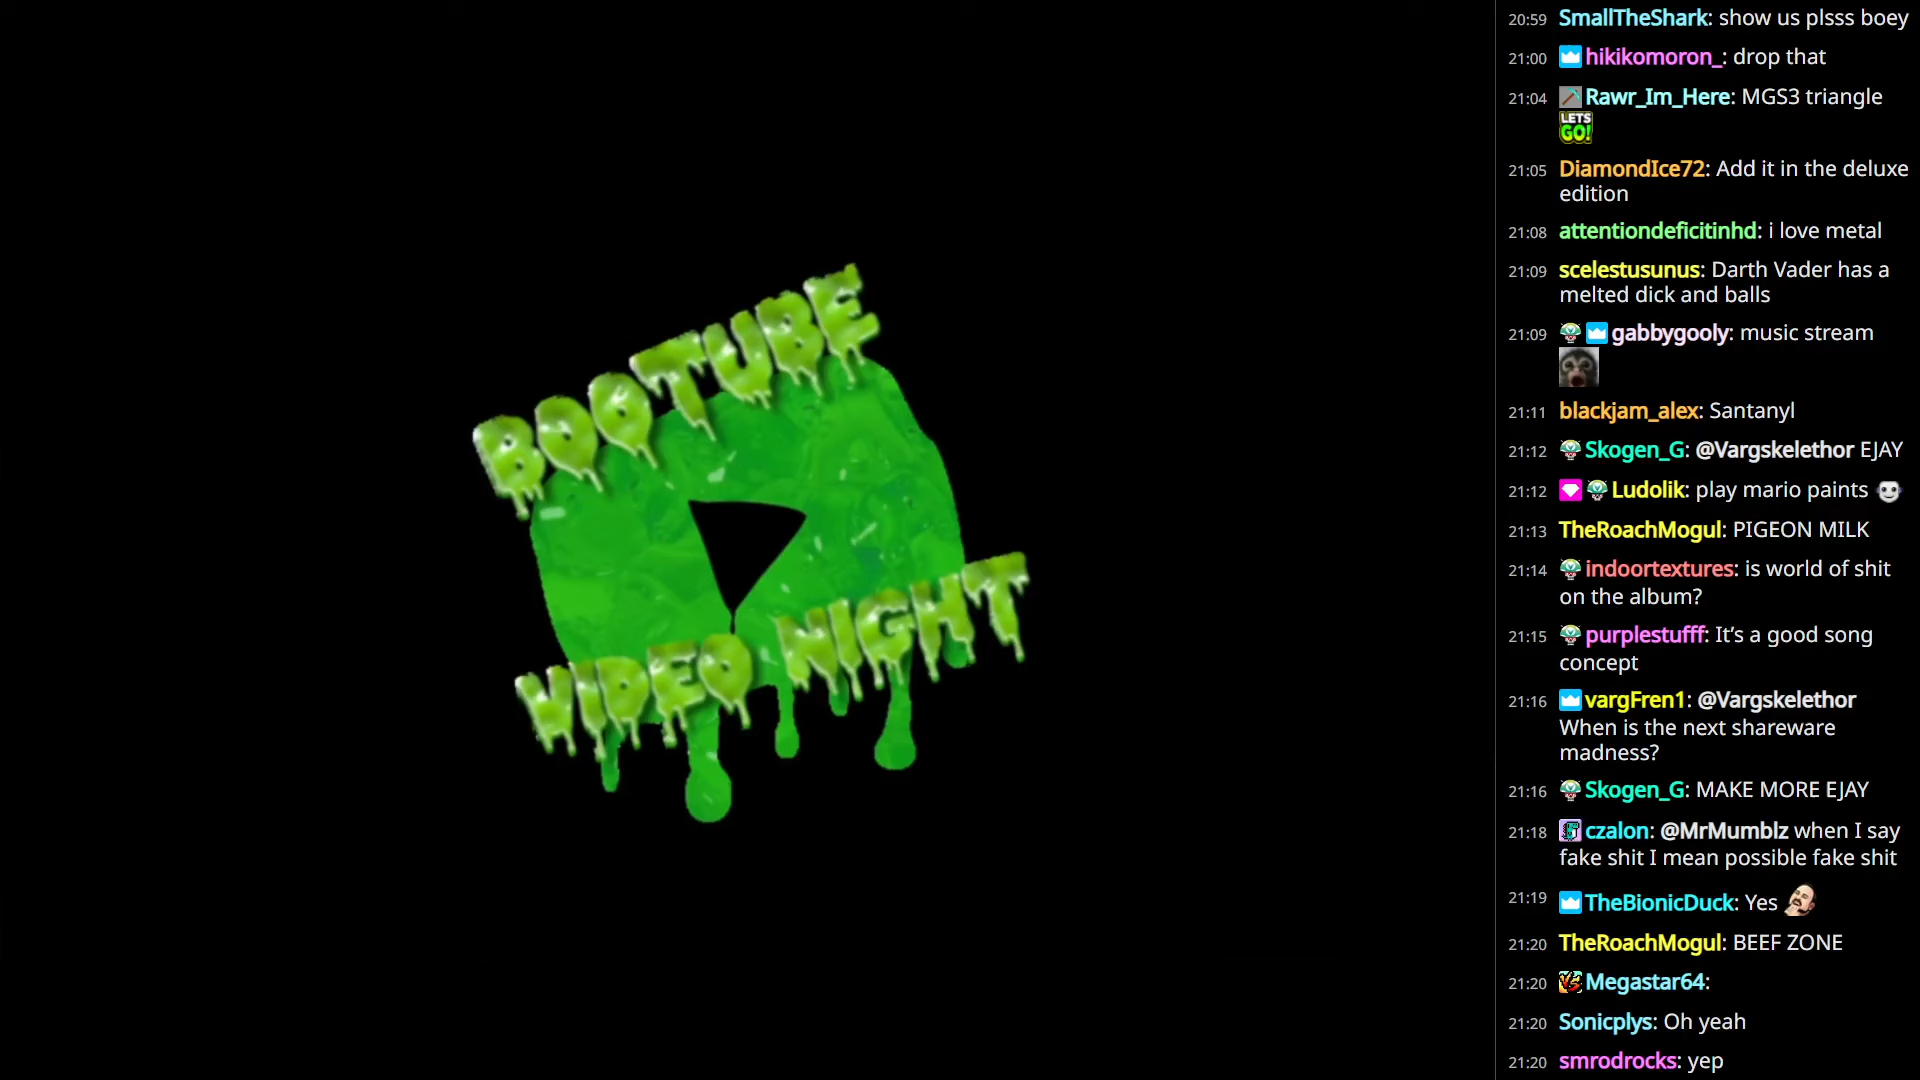 BOOTUBE
VIDEO NIGHT
20:59 SmallTheShark: show us plsss boey
21:00 hikikomoron_: drop that
21:04 Rawr_Im_Here: MGS3 triangle
LETS GO!
21:05 DiamondIce72: Add it in the deluxe
edition
21:08 attentiondeficitinhd: i love metal
21:09 scelestusunus: Darth Vader has a
melted dick and balls
21:09 gabbygooly: music stream
21:11 blackjam_alex: Santanyl
21:12 Skogen_G: @Vargskelethor EJAY
21:12 Ludolik: play mario paints
21:13 TheRoachMogul: PIGEON MILK
21:14 indoortextures: is world of shit
on the album?
21:15 purplestufff: It's a good song
concept
21:16 vargFren1: @Vargskelethor
When is the next shareware
madness?
21:16 Skogen_G: MAKE MORE EJAY
21:18 czalon: @MrMumblz when I say
fake shit I mean possible fake shit
21:19 TheBionicDuck: Yes
21:20 TheRoachMogul: BEEF ZONE
21:20 Megastar64:
21:20 Sonicplys: Oh yeah
21:20 smrodrocks: yep